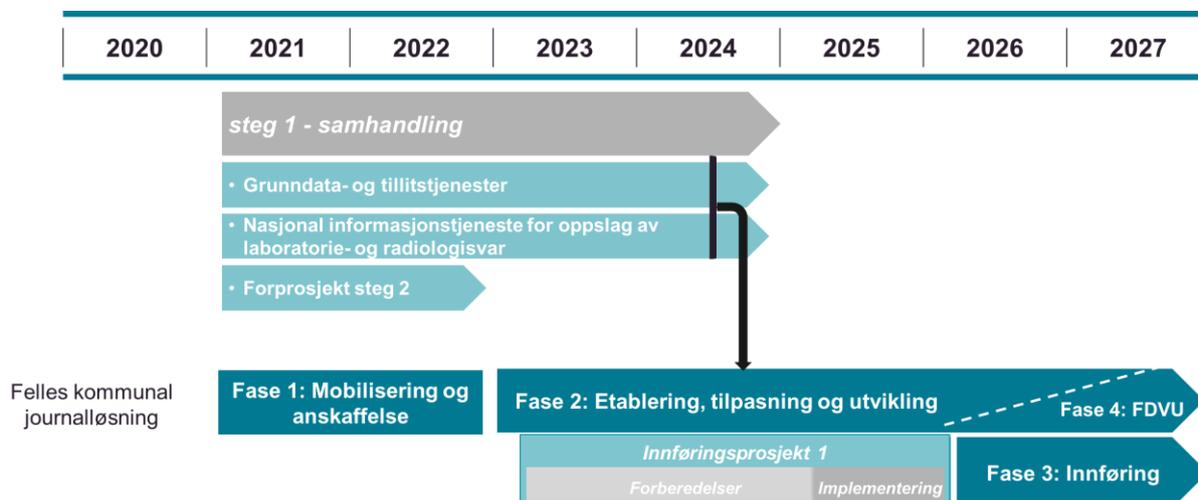 2020 2021 2022 2023 2024 2025 2026 2027
steg 1 - samhandling
• Grunndata- og tillitstjenester
• Nasjonal informasjonstjeneste for oppslag av
laboratorie- og radiologisvar
• Forprosjekt steg 2
Felles kommunal
journalløsning
Fase 1: Mobilisering og
anskaffelse
Fase 2: Etablering, tilpasning og utvikling
Fase 4: FDVU
Innføringsprosjekt 1
Forberedelser
Implementering
Fase 3: Innføring